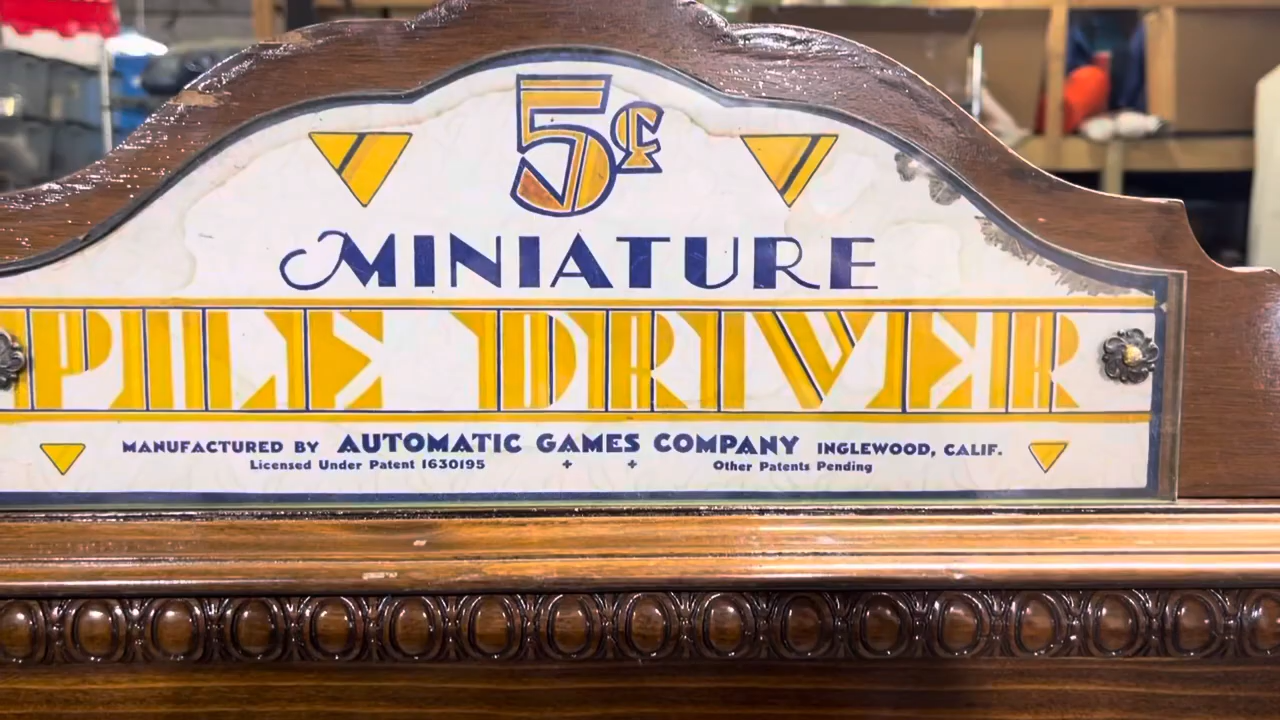 5¢
MINIATURE
PILE DRIVER
MANUFACTURED BY AUTOMATIC GAMES COMPANY INGLEWOOD, CALIF.
Licensed Under Patent 1630195 + + Other Patents Pending